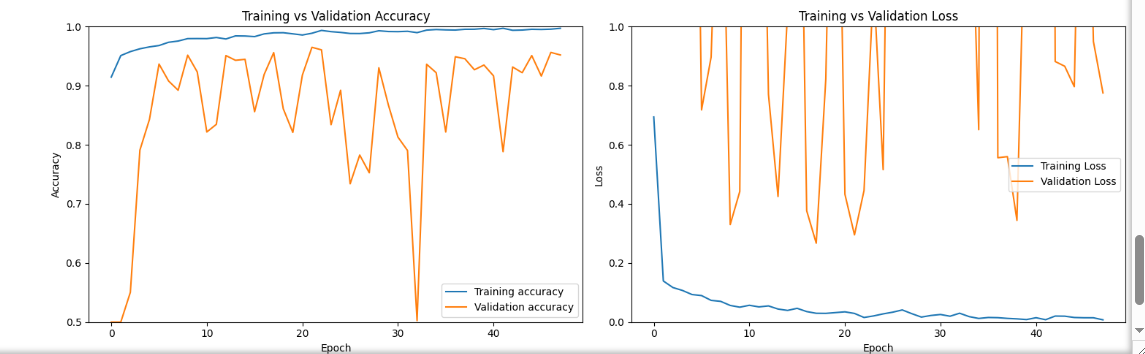 Training vs Validation Accuracy
1.0
0.9
0.8
0.7
0.6
0.5
Accuracy
0
10
20
30
40
Epoch
Training accuracy
Validation accuracy
Training vs Validation Loss
1.0
0.8
0.6
0.4
0.2
0.0
Loss
0
10
20
30
40
Epoch
Training Loss
Validation Loss